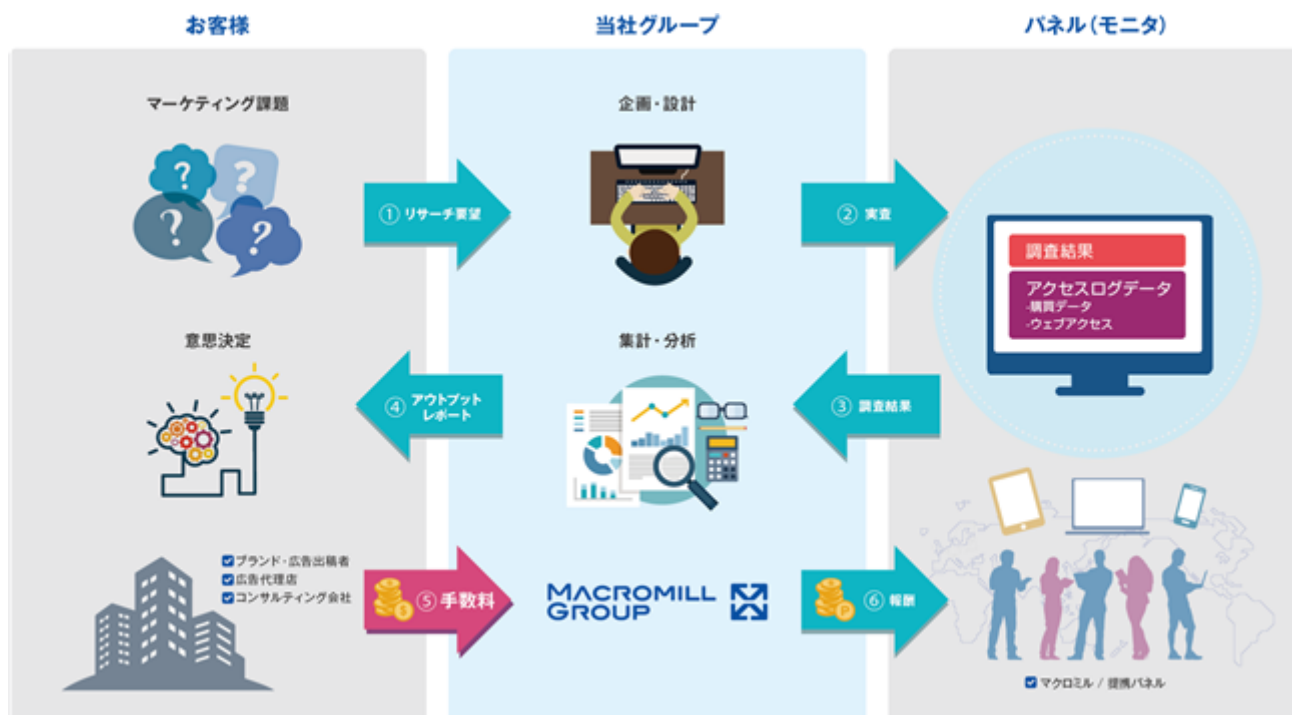 お客様
当社グループ
パネル(モニタ)
マーケティング課題
企画・設計
① リサーチ要望
② 実査
調査結果
アクセスログデータ
-購買データ
-ウェブアクセス
意思決定
集計・分析
④ アウトプット
レポート
③ 調査結果
ブランド・広告出稿者
広告代理店
コンサルティング会社
⑤ 手数料
MACROMILL
GROUP
⑥ 報酬
マクロミル / 提携パネル